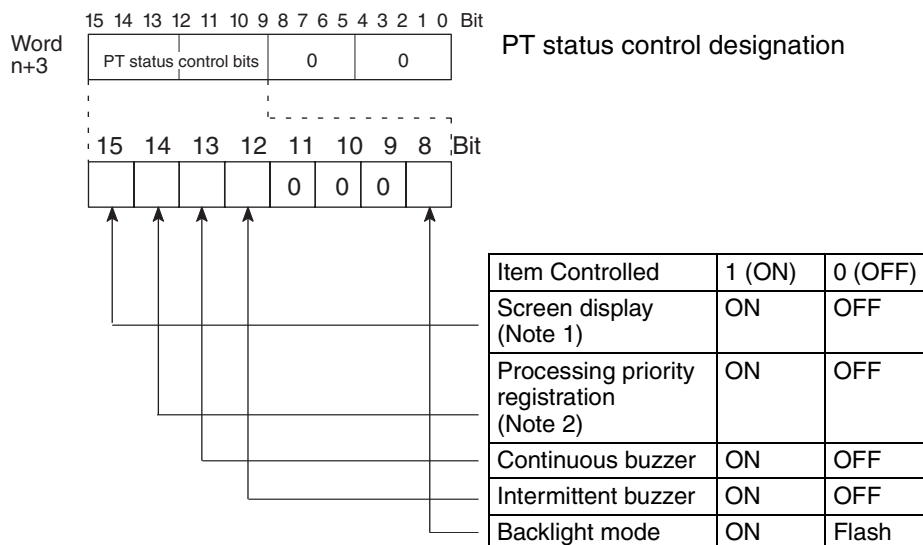 15 14 13 12 11 10 9 8 7 6 5 4 3 2 1 0 Bit
Word
n+3
PT status control bits 0 0
PT status control designation
15 14 13 12 11 10 9 8 Bit
0 0 0
Item Controlled 1 (ON) 0 (OFF)
Screen display
(Note 1) ON OFF
Processing priority
registration
(Note 2) ON OFF
Continuous buzzer ON OFF
Intermittent buzzer ON OFF
Backlight mode ON Flash